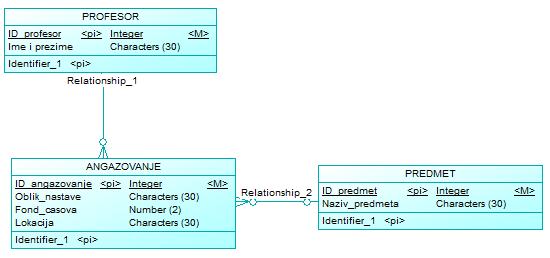 PROFESOR
ID_profesor <pi> Integer <M>
Ime i prezime Characters (30)
Identifier_1 <pi>
Relationship_1
ANGAZOVANJE
ID_angazovanje <pi> Integer <M>
Oblik_nastave Characters (30)
Fond_casova Number (2)
Lokacija Characters (30)
Identifier_1 <pi>
Relationship_2
PREDMET
ID_predmet <pi> Integer <M>
Naziv_predmeta Characters (30)
Identifier_1 <pi>